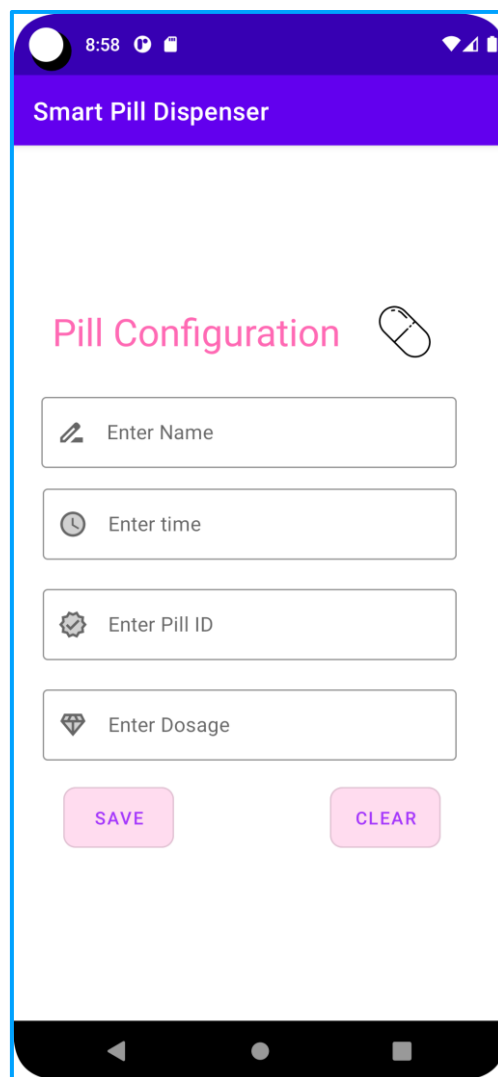 8:58
Smart Pill Dispenser
Pill Configuration
Enter Name
Enter time
Enter Pill ID
Enter Dosage
SAVE CLEAR